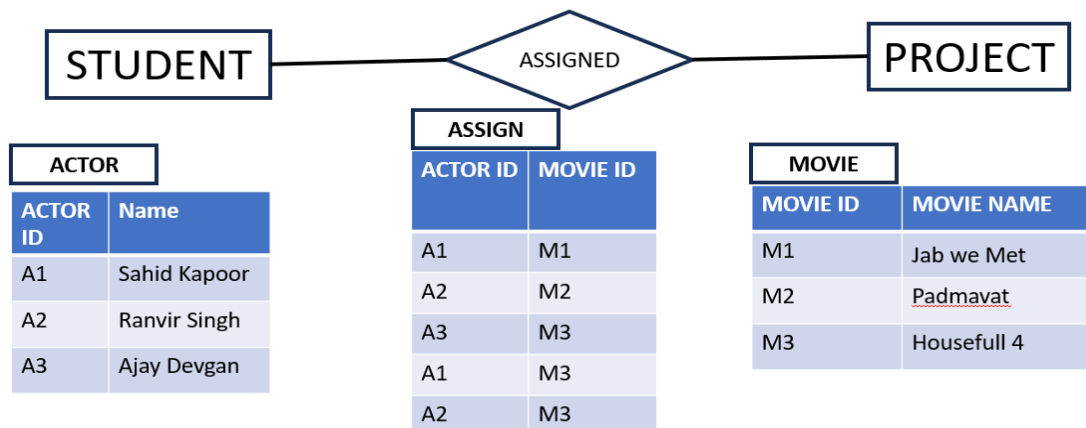 STUDENT
ASSIGNED
PROJECT
ACTOR
ACTOR ID Name
A1 Sahid Kapoor
A2 Ranvir Singh
A3 Ajay Devgan
ASSIGN
ACTOR ID MOVIE ID
A1 M1
A2 M2
A3 M3
A1 M3
A2 M3
MOVIE
MOVIE ID MOVIE NAME
M1 Jab we Met
M2 Padmavat
M3 Housefull 4